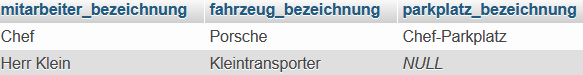 mitarbeiter_bezeichnung fahrzeug_bezeichnung parkplatz_bezeichnung
Chef Porsche Chef-Parkplatz
Herr Klein Kleintransporter NULL